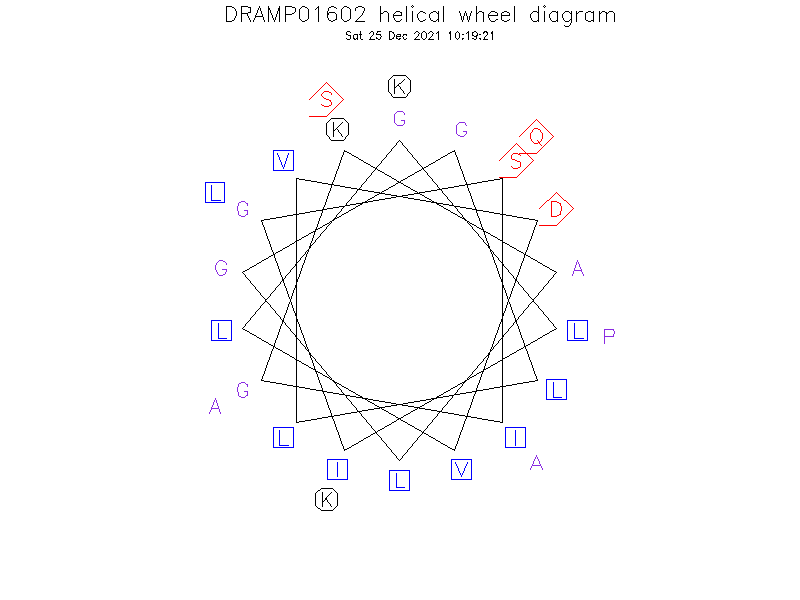 DRAMP01602 helical wheel diagram
Sat 25 Dec 2021 10:19:21
K
S
G
K
G
Q
V
S
L
G
D
G
A
L
L
P
G
L
A
L
I
A
I
V
L
K